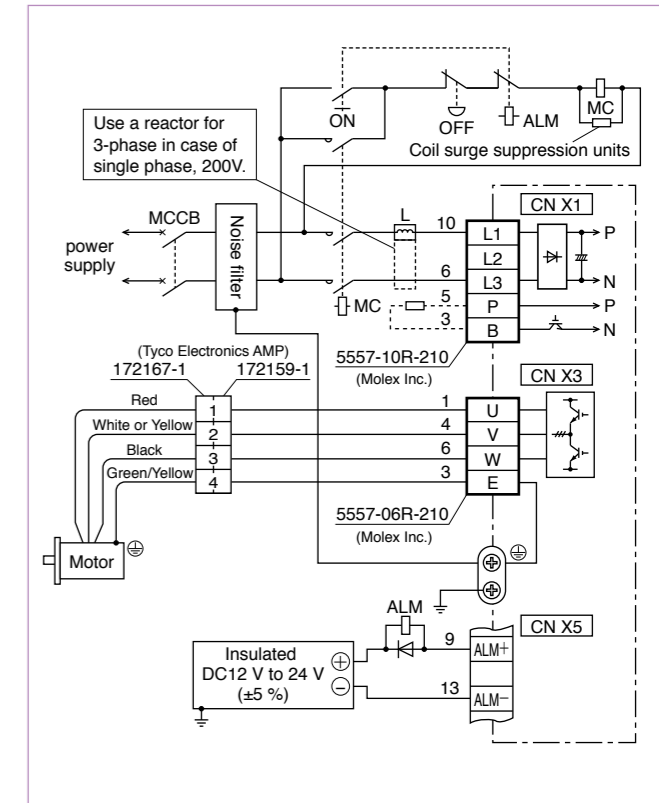 ON
OFF
ALM
MC
Coil surge suppression units
Use a reactor for
3-phase in case of
single phase, 200V.
MCCB
Noise filter
power
supply
L
MC
CN X1
10
L1
P
L2
6
L3
N
5
P
P
3
B
N
5557-10R-210
(Molex Inc.)
(Tyco Electronics AMP)
172167-1
172159-1
CN X3
Red
1
1
U
White or Yellow
2
4
V
Black
3
6
W
Green/Yellow
4
3
E
5557-06R-210
(Molex Inc.)
Motor
ALM
CN X5
Insulated
DC12 V to 24 V
(±5 %)
+
−
9
ALM+
13
ALM−